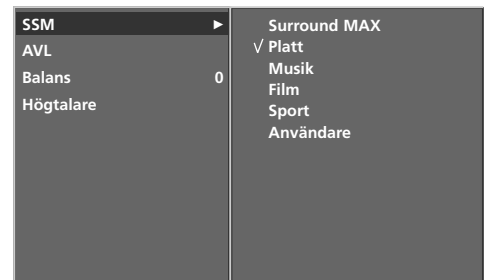 SSM ►
AVL
Balans 0
Högtalare
Surround MAX
√ Platt
Musik
Film
Sport
Användare